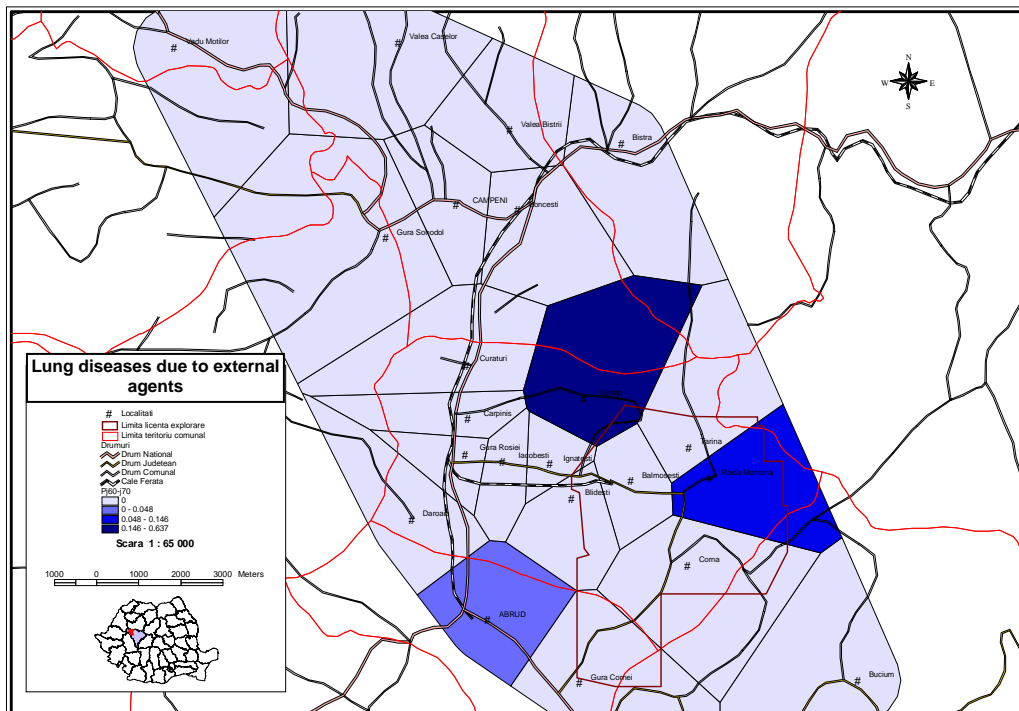 Vadu Motilor
Valea Caselor
N
W
E
S
Valea Bistrii
Bistra
CAMPENI
Boncesti
Gura Sohodol
Curaturi
Carpinis
Tarina
Gura Rosiei
Iacobesti
Ignatesti
Rosia Montana
Balmosesti
Blidesti
Daroaia
Corna
ABRUD
Gura Cornei
Bucium
Lung diseases due to external
agents
# Localitati
Limita licenta explorare
Limita teritoriu comunal
Drumuri
Drum National
Drum Judetean
Drum Comunal
Cale Ferata
Pj60-j70
0
0 - 0.048
0.048 - 0.146
0.146 - 0.637
Scara 1 : 65 000
1000 0 1000 2000 3000 Meters